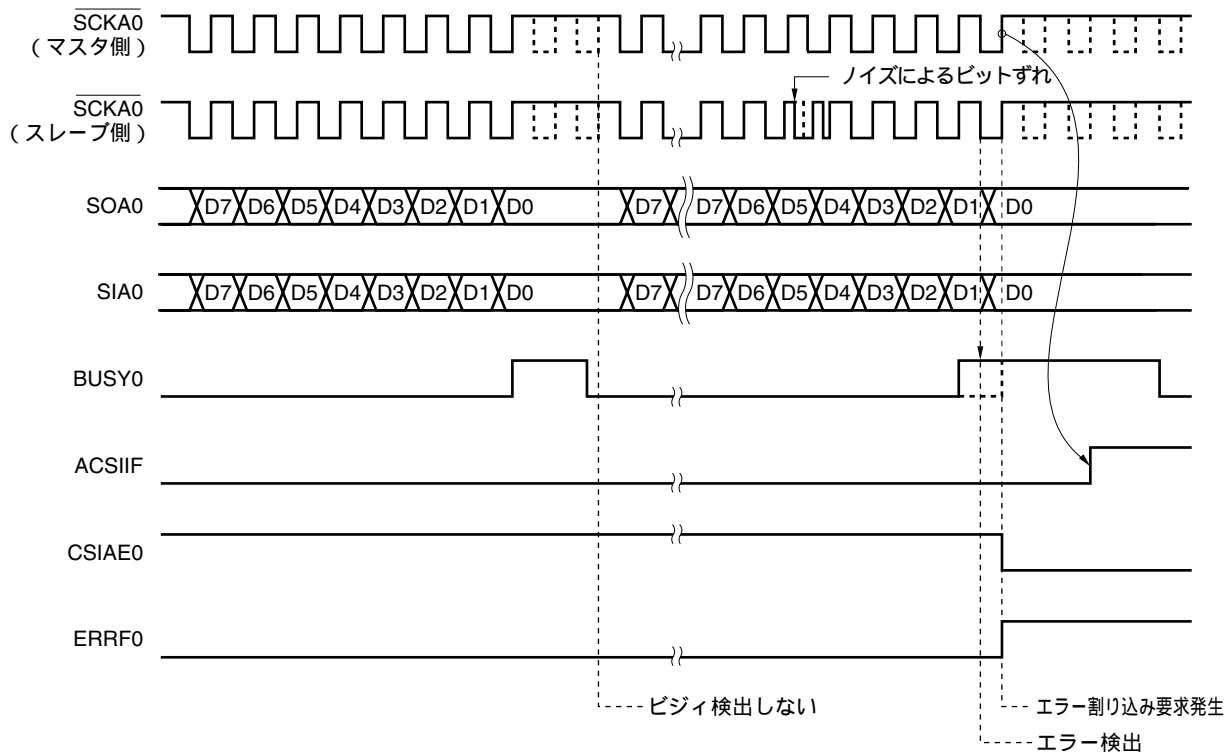 SCKA0
（マスタ側）
ノイズによるビットずれ
SCKA0
（スレーブ側）
SOA0 D7 D6 D5 D4 D3 D2 D1 D0 D7 D7 D6 D5 D4 D3 D2 D1 D0
SIA0 D7 D6 D5 D4 D3 D2 D1 D0 D7 D7 D6 D5 D4 D3 D2 D1 D0
BUSY0
ACSIIF
CSIAE0
ERRF0
ビジィ検出しない
エラー割り込み要求発生
エラー検出